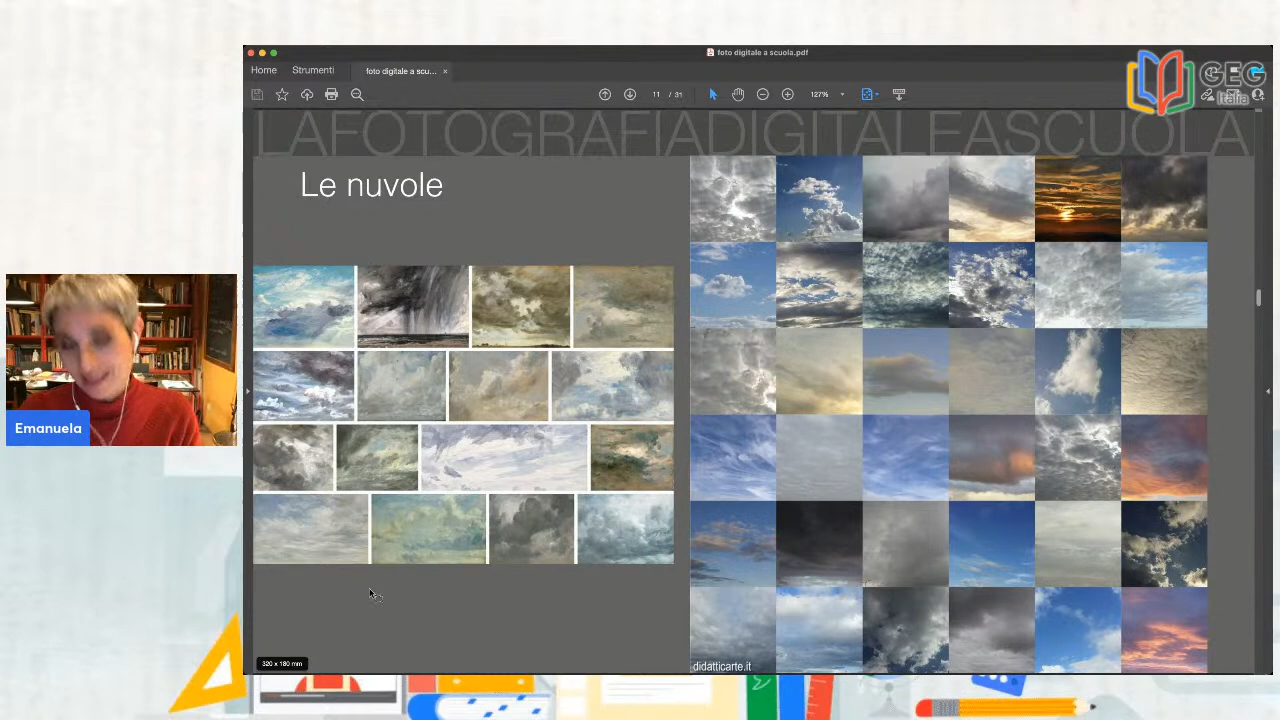 foto digitale a scuola.pdf
Home
Strumenti
foto digitale a scu... ×
11 / 31
127%
GEG
Italia
LAFOTOGRAFIADIGITALEASCUOLA
Le nuvole
Emanuela
320 x 180 mm
didatticarte.it